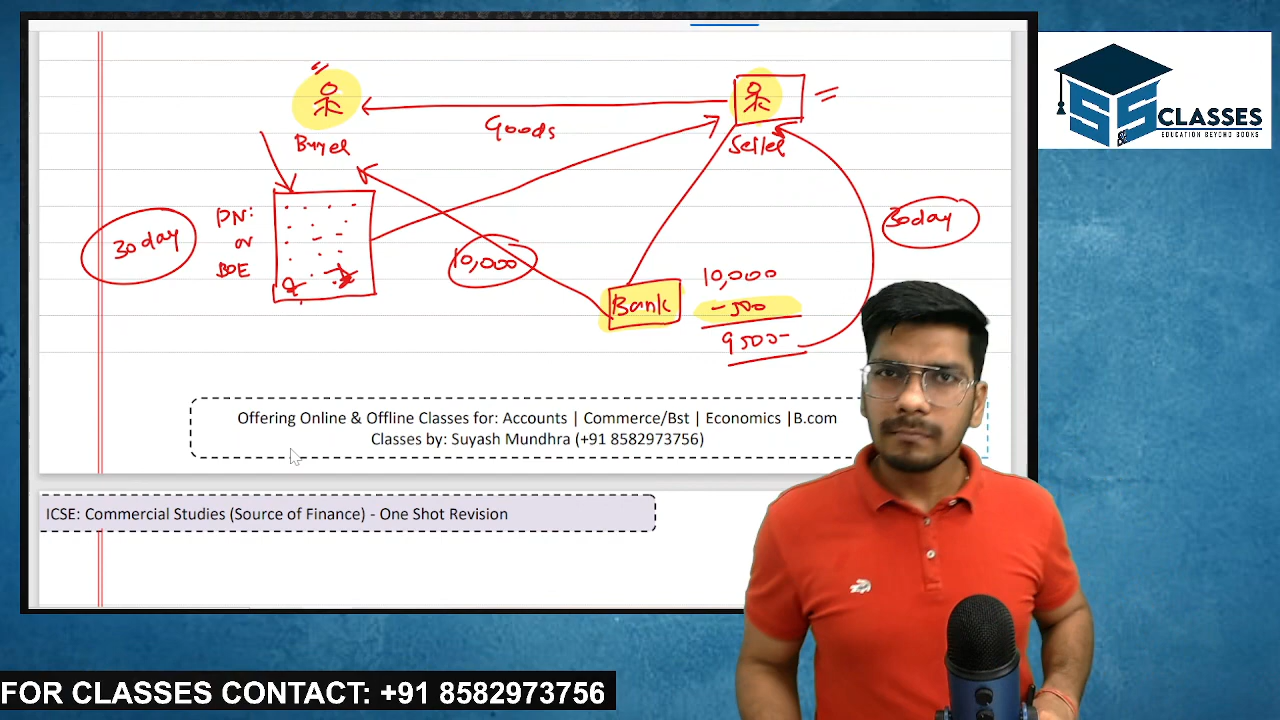 Goods
Buyer
Seller
30 day
PN:
or
BOE
10,000
30 day
Bank
10,000
- 500
9500-
Offering Online & Offline Classes for: Accounts | Commerce/Bst | Economics |B.com
Classes by: Suyash Mundhra (+91 8582973756)
ICSE: Commercial Studies (Source of Finance) - One Shot Revision
SS
&
CLASSES
EDUCATION BEYOND BOOKS
FOR CLASSES CONTACT: +91 8582973756